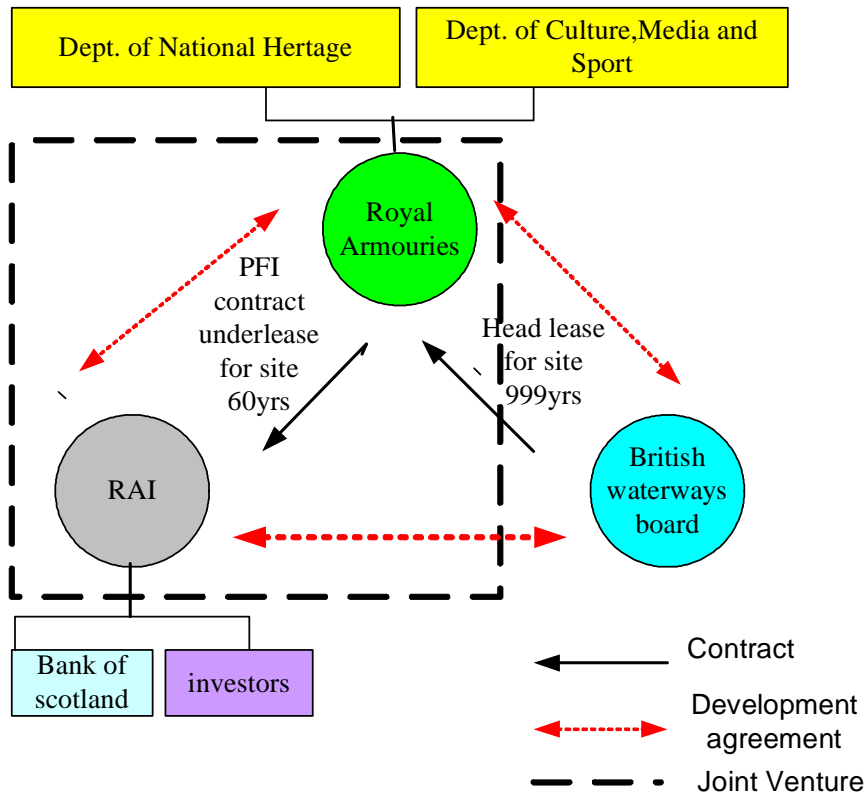 Dept. of National Hertage
Dept. of Culture,Media and
Sport
Royal
Armouries
PFI
contract
underlease
for site
60yrs
Head lease
for site
999yrs
RAI
British
waterways
board
Bank of
scotland
investors
Contract
Development
agreement
Joint Venture